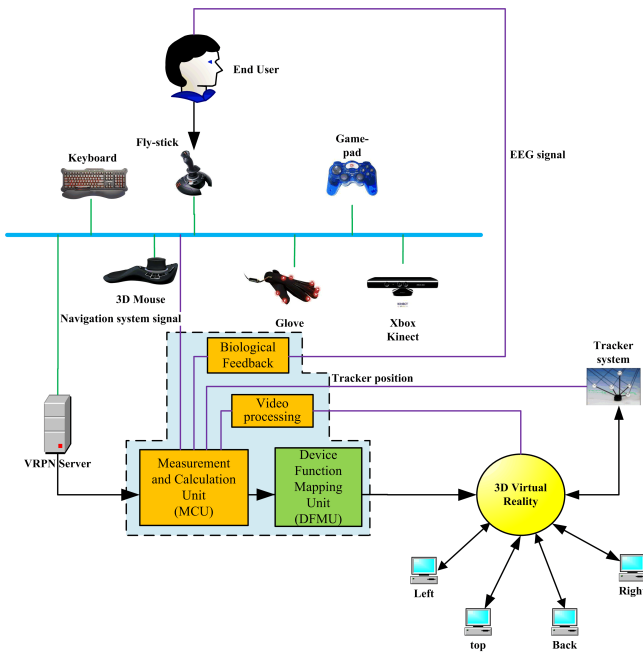 End User
Fly-stick
Game-
pad
Keyboard
EEG signal
3D Mouse
Navigation system signal
Glove
Xbox
Kinect
Biological
Feedback
Tracker
system
Tracker position
Video
processing
VRPN Server
Measurement
and Calculation
Unit
(MCU)
Device
Function
Mapping
Unit
(DFMU)
3D Virtual
Reality
Left
Right
top
Back